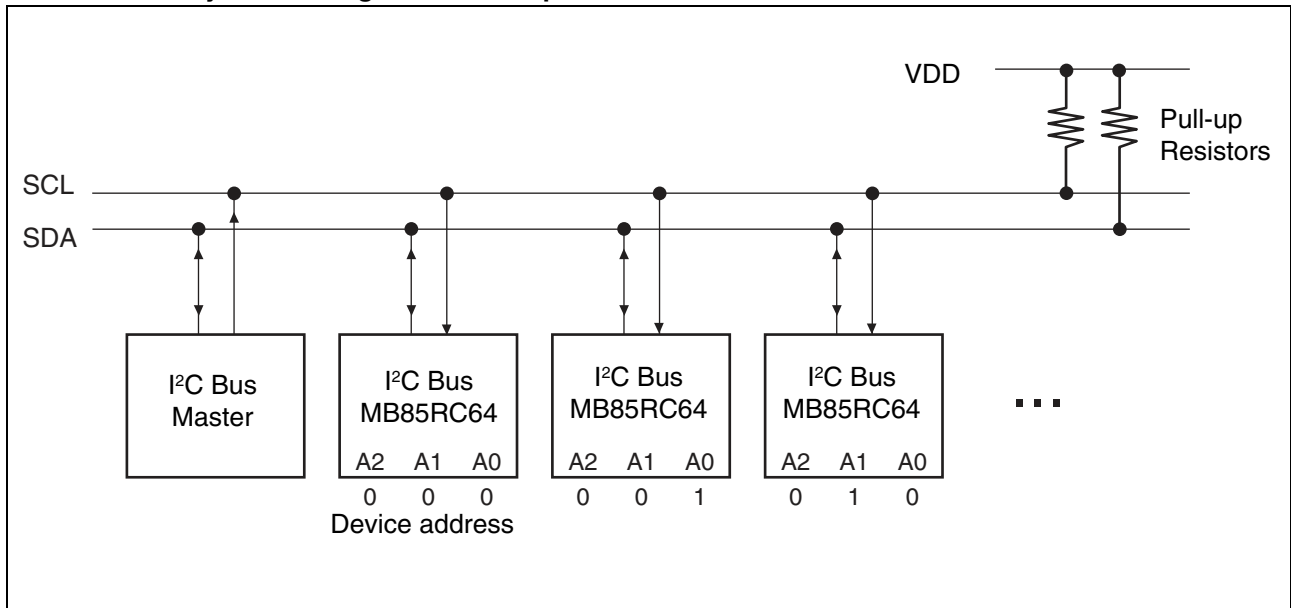 VDD
Pull-up
Resistors
SCL
SDA
I²C Bus
Master
I²C Bus
MB85RC64
A2 A1 A0
0 0 0
Device address
I²C Bus
MB85RC64
A2 A1 A0
0 0 1
I²C Bus
MB85RC64
A2 A1 A0
0 1 0
...